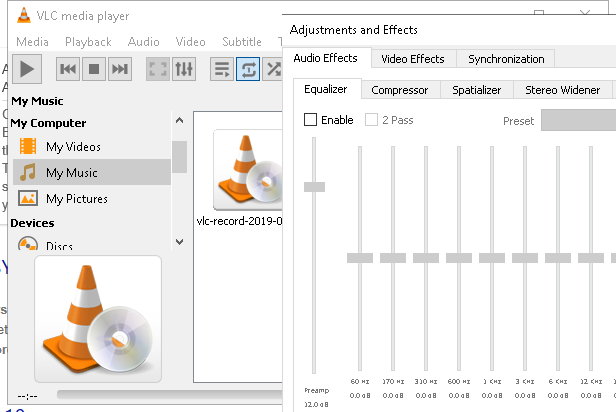 VLC media player
Media Playback Audio Video Subtitle T
My Music
My Computer
My Videos
My Music
My Pictures
Devices
Discs
vlc-record-2019-0
--:--
Adjustments and Effects
Audio Effects Video Effects Synchronization
Equalizer Compressor Spatializer Stereo Widener
Enable 2 Pass Preset
60 Hz 170 Hz 310 Hz 600 Hz 1 KHz 3 KHz 6 KHz 12 KHz
Preamp 0.0 dB 0.0 dB 0.0 dB 0.0 dB 0.0 dB 0.0 dB 0.0 dB 0.0 dB
12.0 dB